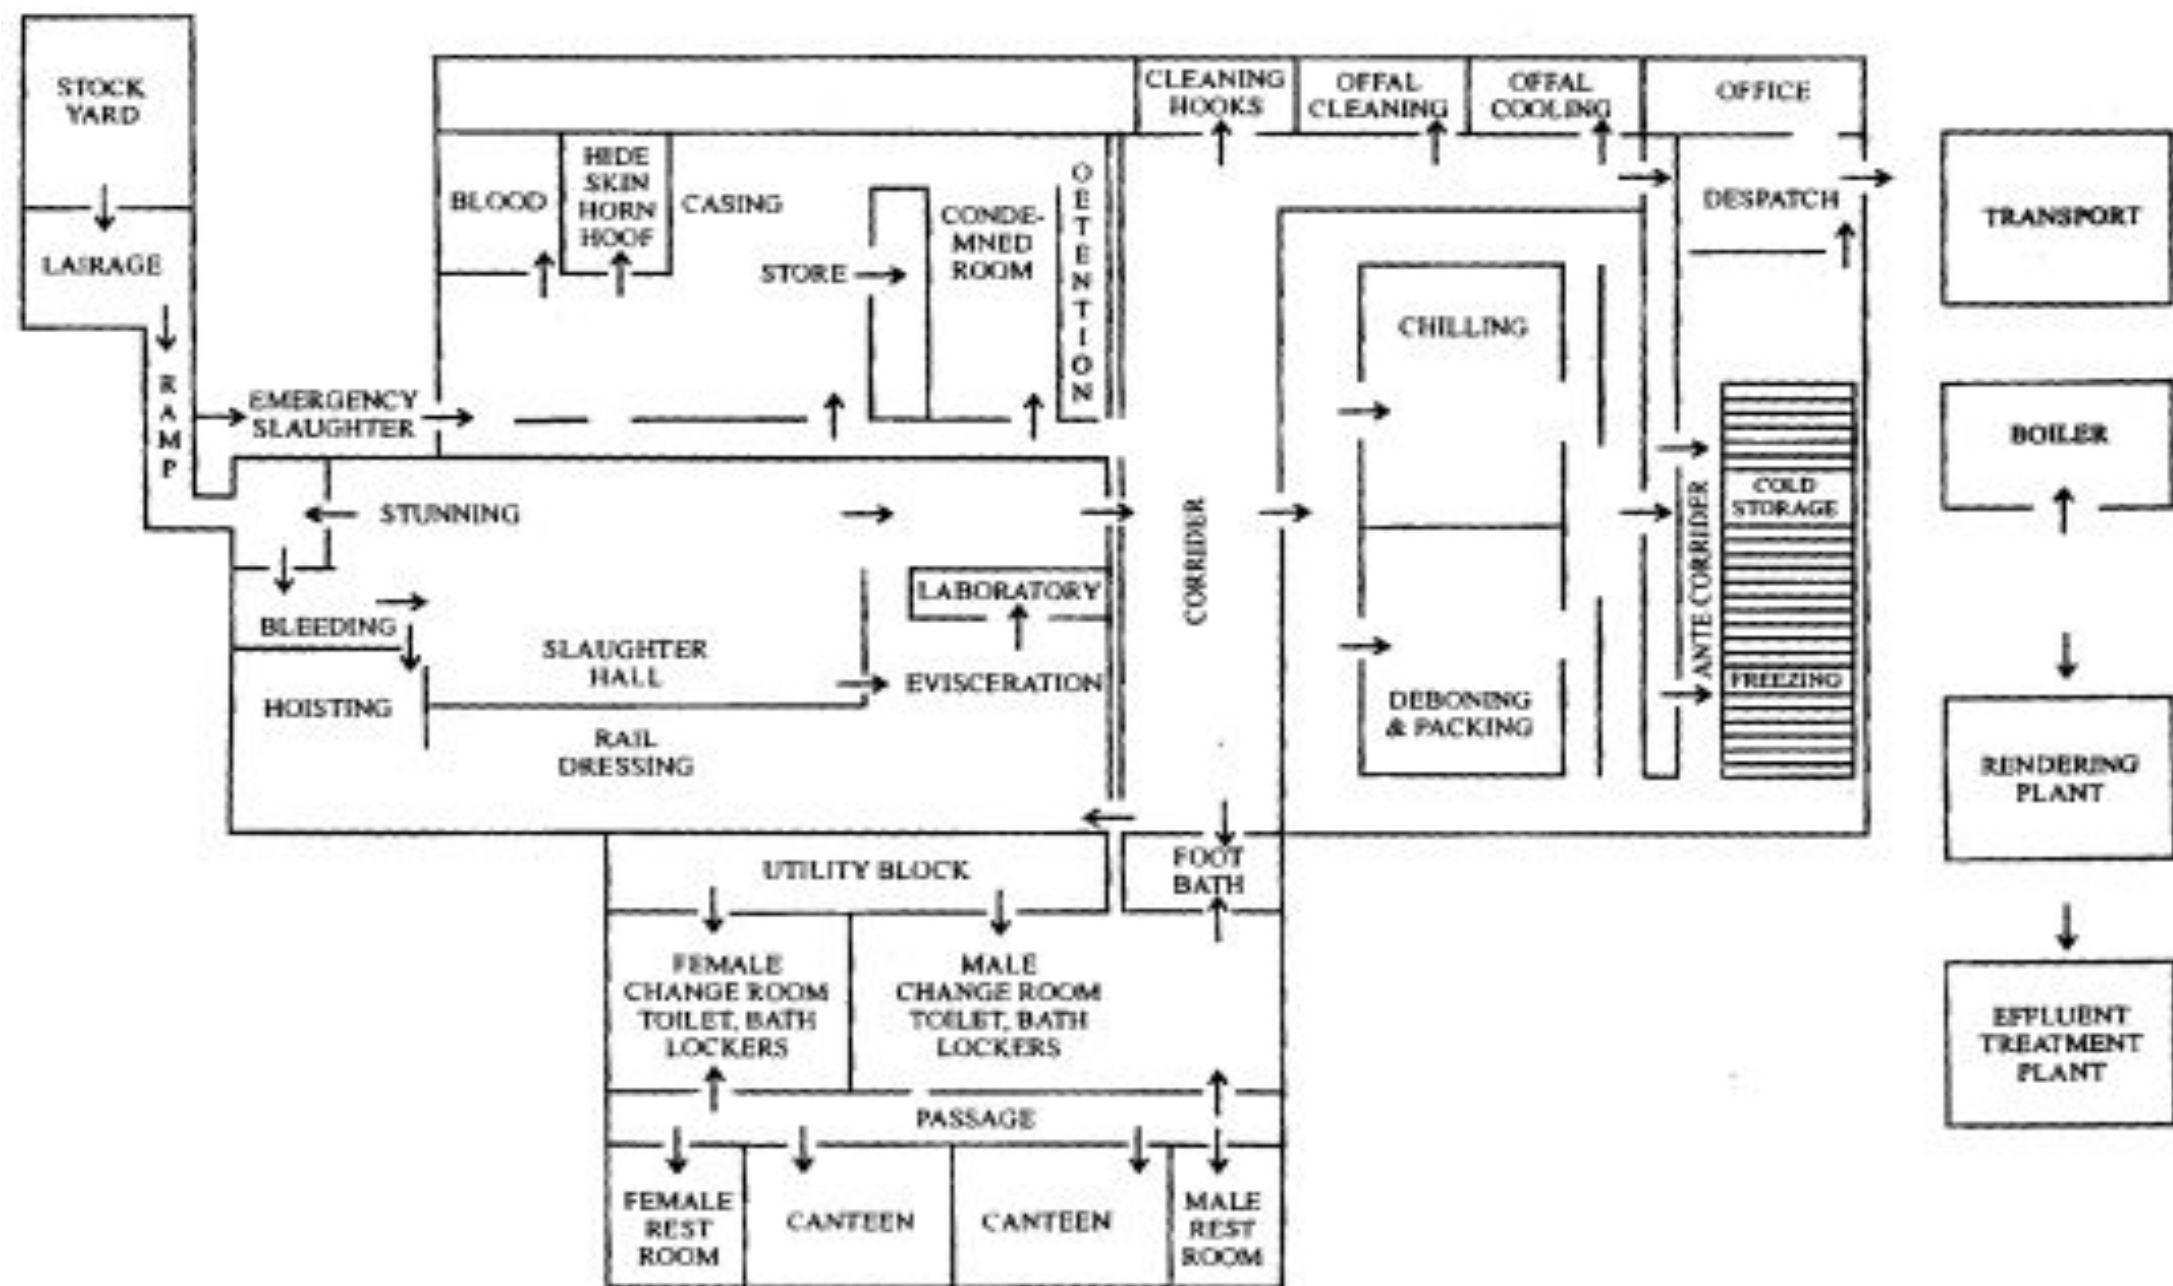 STOCK
YARD
LAIRAGE
RAMP
EMERGENCY
SLAUGHTER
BLOOD
HIDE
SKIN
HORN
HOOF
CASING
STORE
CONDE-
MNED
ROOM
OETENTION
CLEANING
HOOKS
OFFAL
CLEANING
OFFAL
COOLING
OFFICE
DESPATCH
TRANSPORT
CHILLING
BOILER
STUNNING
BLEEDING
HOISTING
SLAUGHTER
HALL
RAIL
DRESSING
LABORATORY
EVISCERATION
CORRIDER
DEBONING
& PACKING
ANTE CORRIDER
COLD
STORAGE
FREEZING
RENDERING
PLANT
UTILITY BLOCK
FOOT
BATH
FEMALE
CHANGE ROOM
TOILET, BATH
LOCKERS
MALE
CHANGE ROOM
TOILET, BATH
LOCKERS
EFFLUENT
TREATMENT
PLANT
PASSAGE
FEMALE
REST
ROOM
CANTEEN
CANTEEN
MALE
REST
ROOM